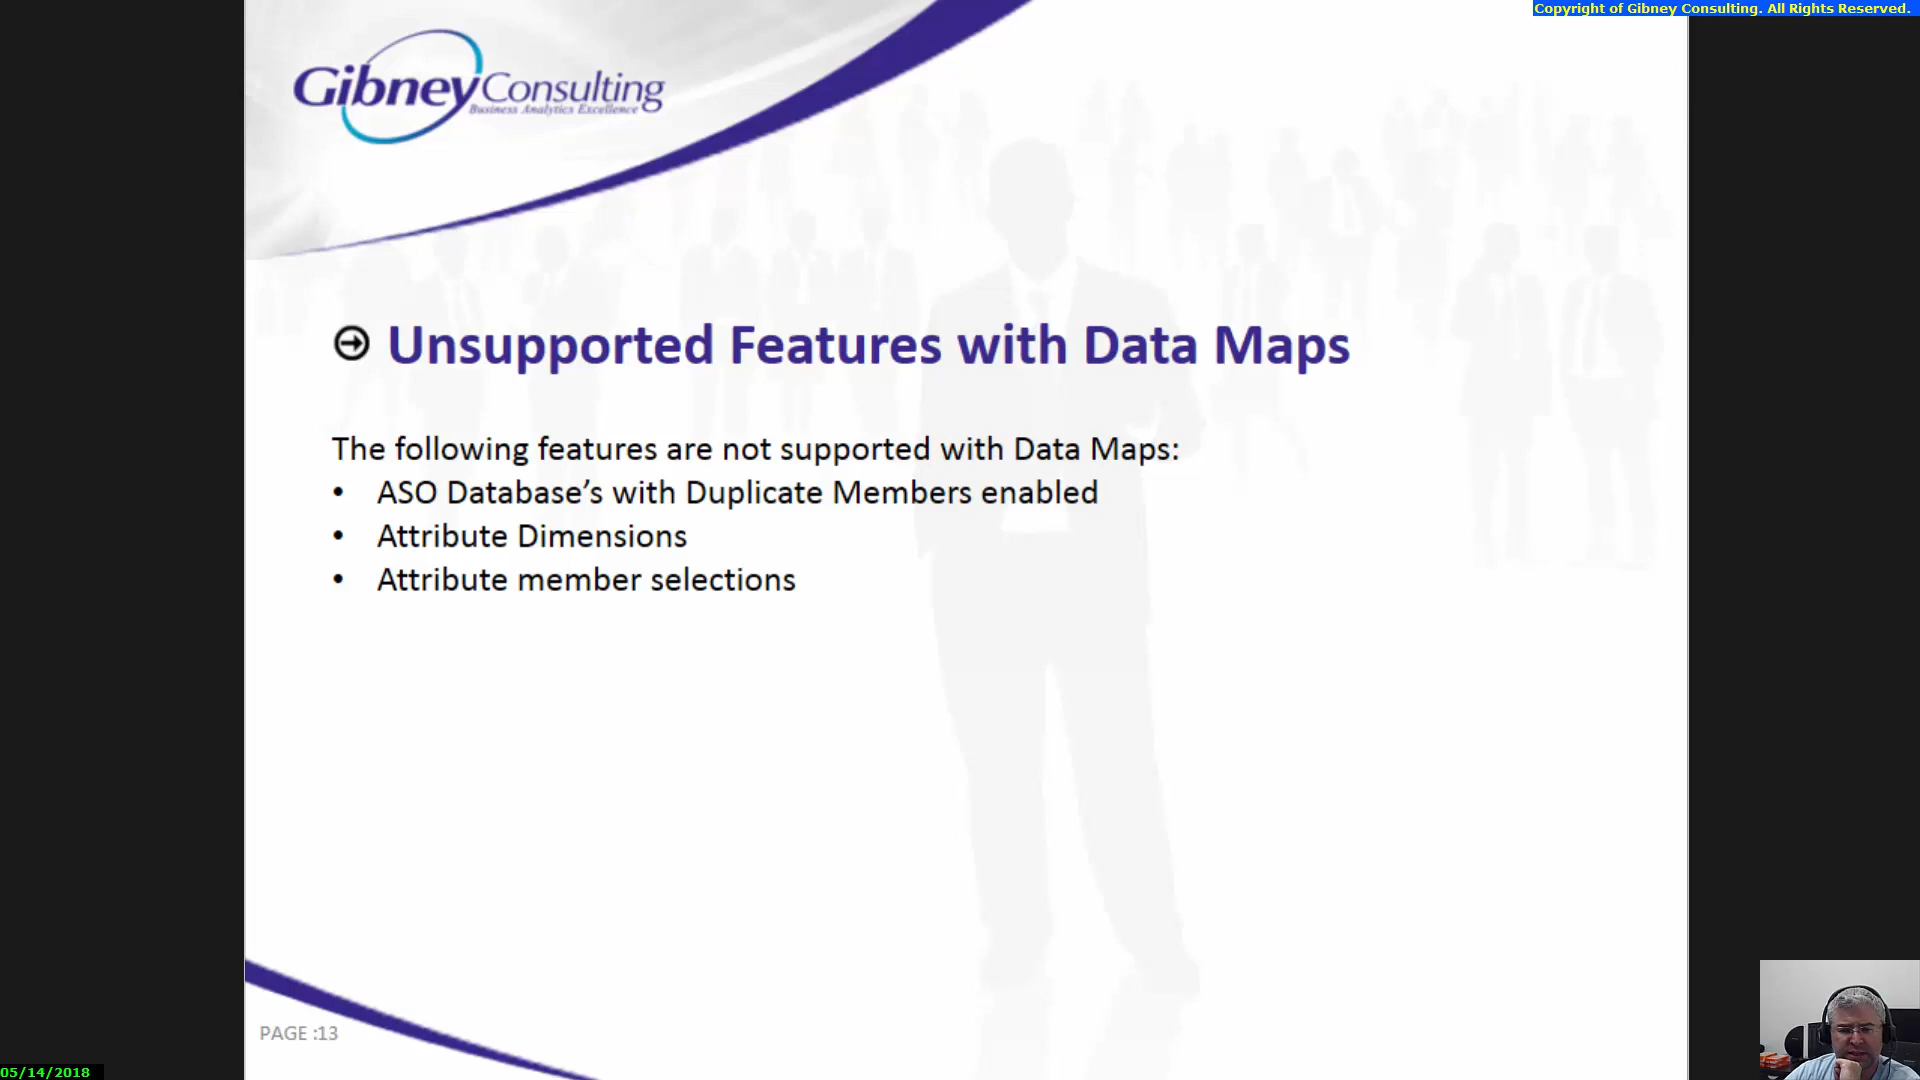 Copyright of Gibney Consulting. All Rights Reserved.
Gibney Consulting
Business Analytics Excellence
Unsupported Features with Data Maps
The following features are not supported with Data Maps:
• ASO Database’s with Duplicate Members enabled
• Attribute Dimensions
• Attribute member selections
PAGE :13
05/14/2018